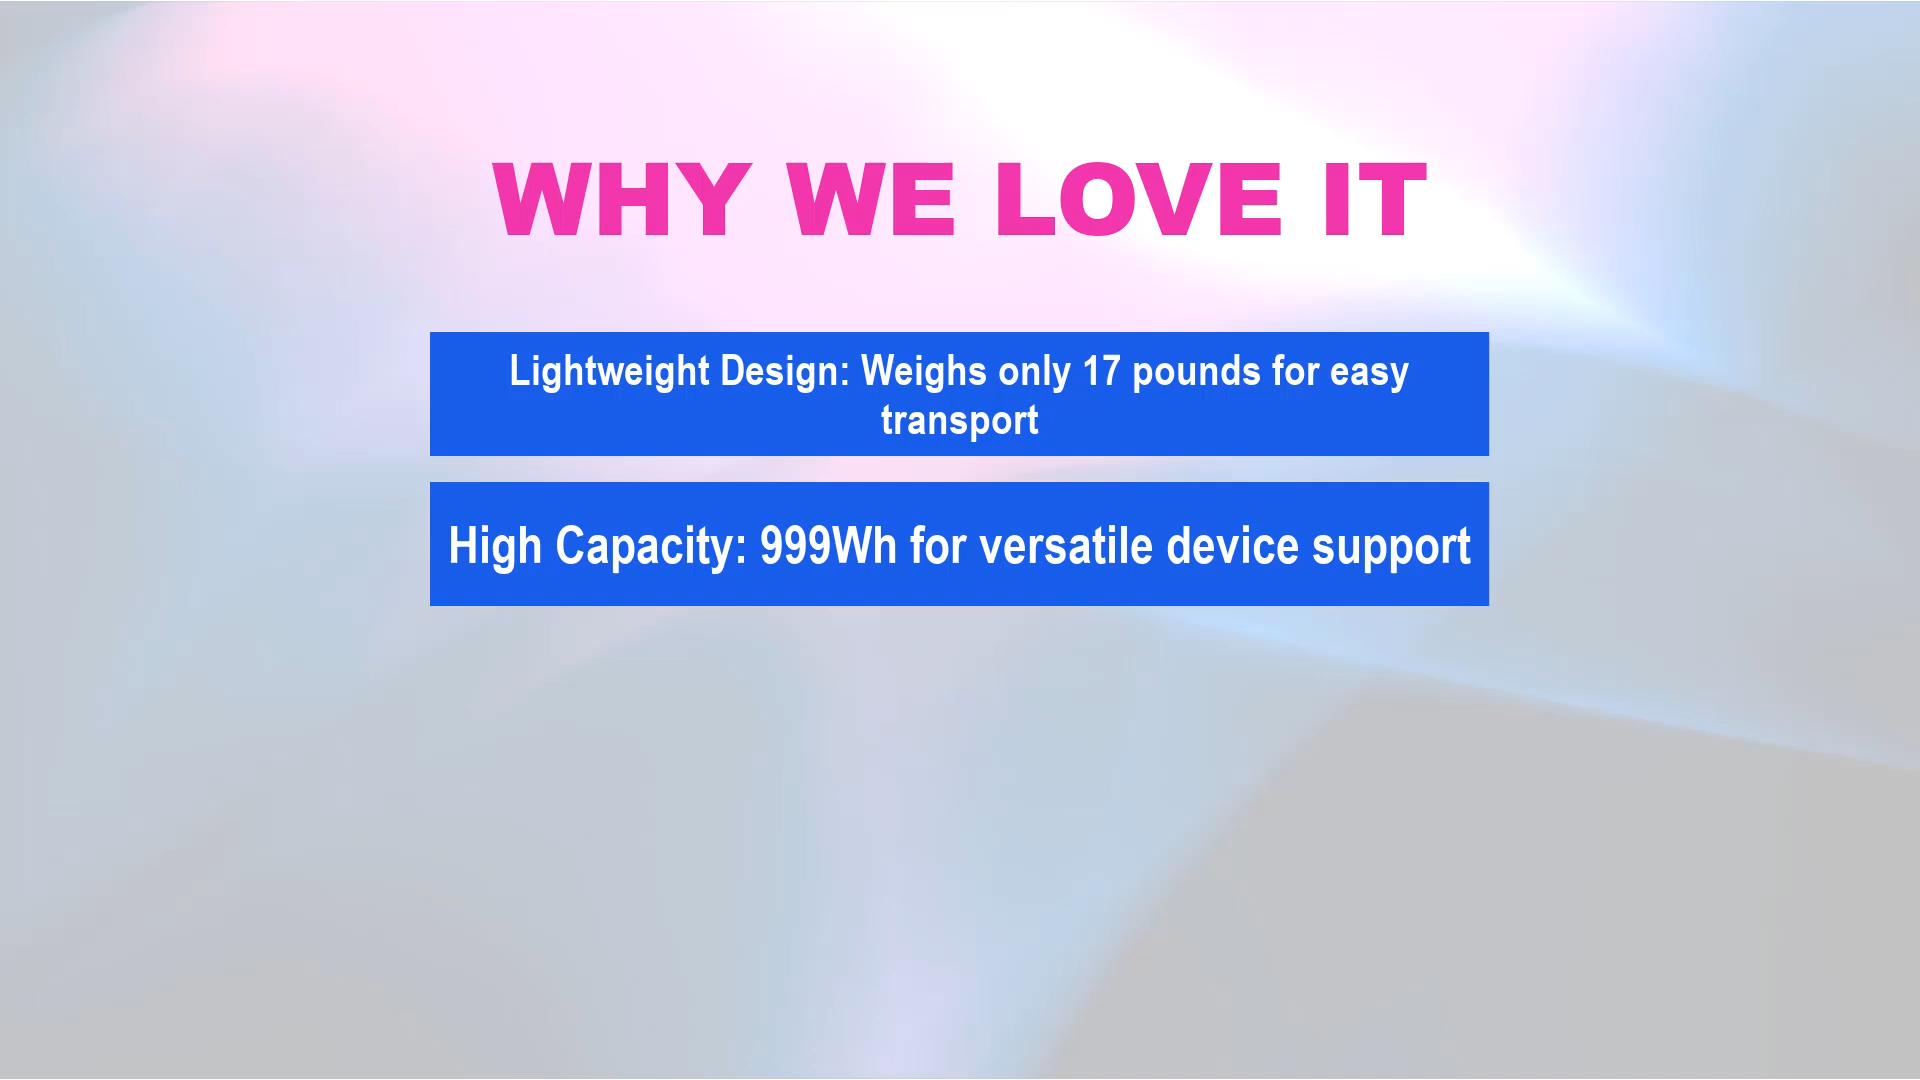 WHY WE LOVE IT
Lightweight Design: Weighs only 17 pounds for easy
transport
High Capacity: 999Wh for versatile device support